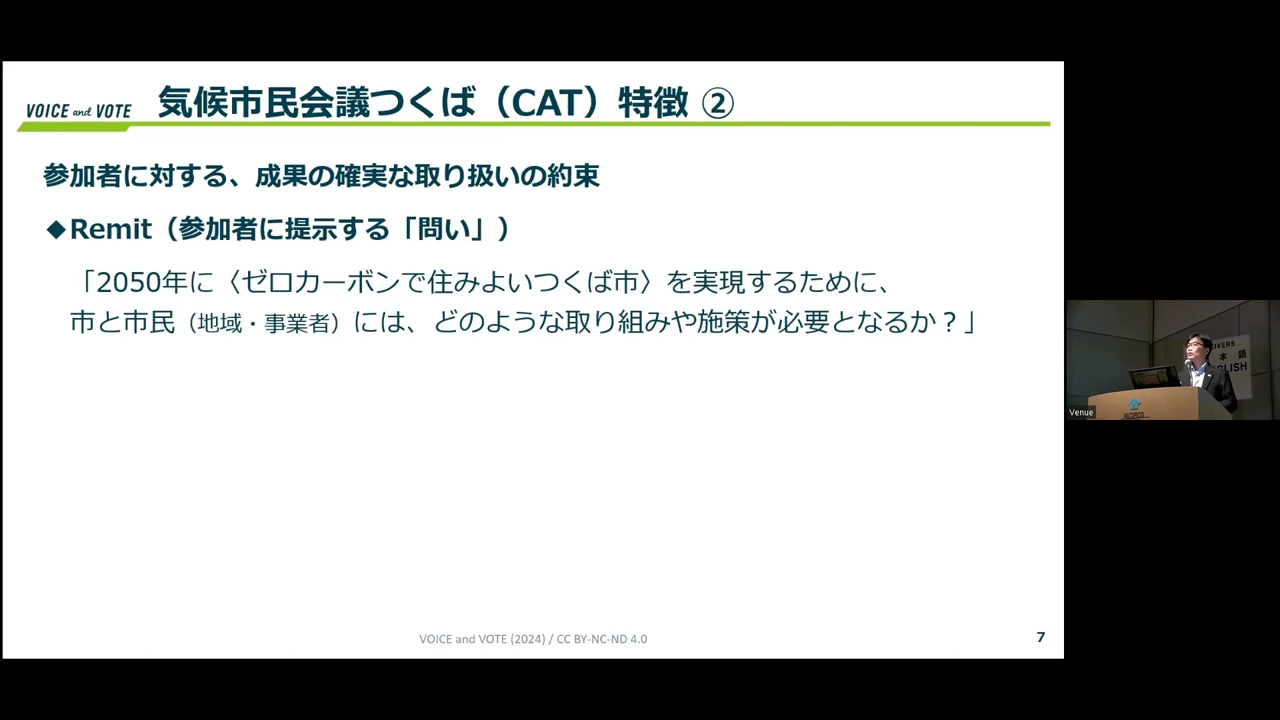 VOICE and VOTE
気候市民会議つくば（CAT）特徴 ②
参加者に対する、成果の確実な取り扱いの約束
◆Remit（参加者に提示する「問い」）
「2050年に〈ゼロカーボンで住みよいつくば市〉を実現するために、
市と市民（地域・事業者）には、どのような取り組みや施策が必要となるか？」
VOICE and VOTE (2024) / CC BY-NC-ND 4.0
7
本 語
Venue